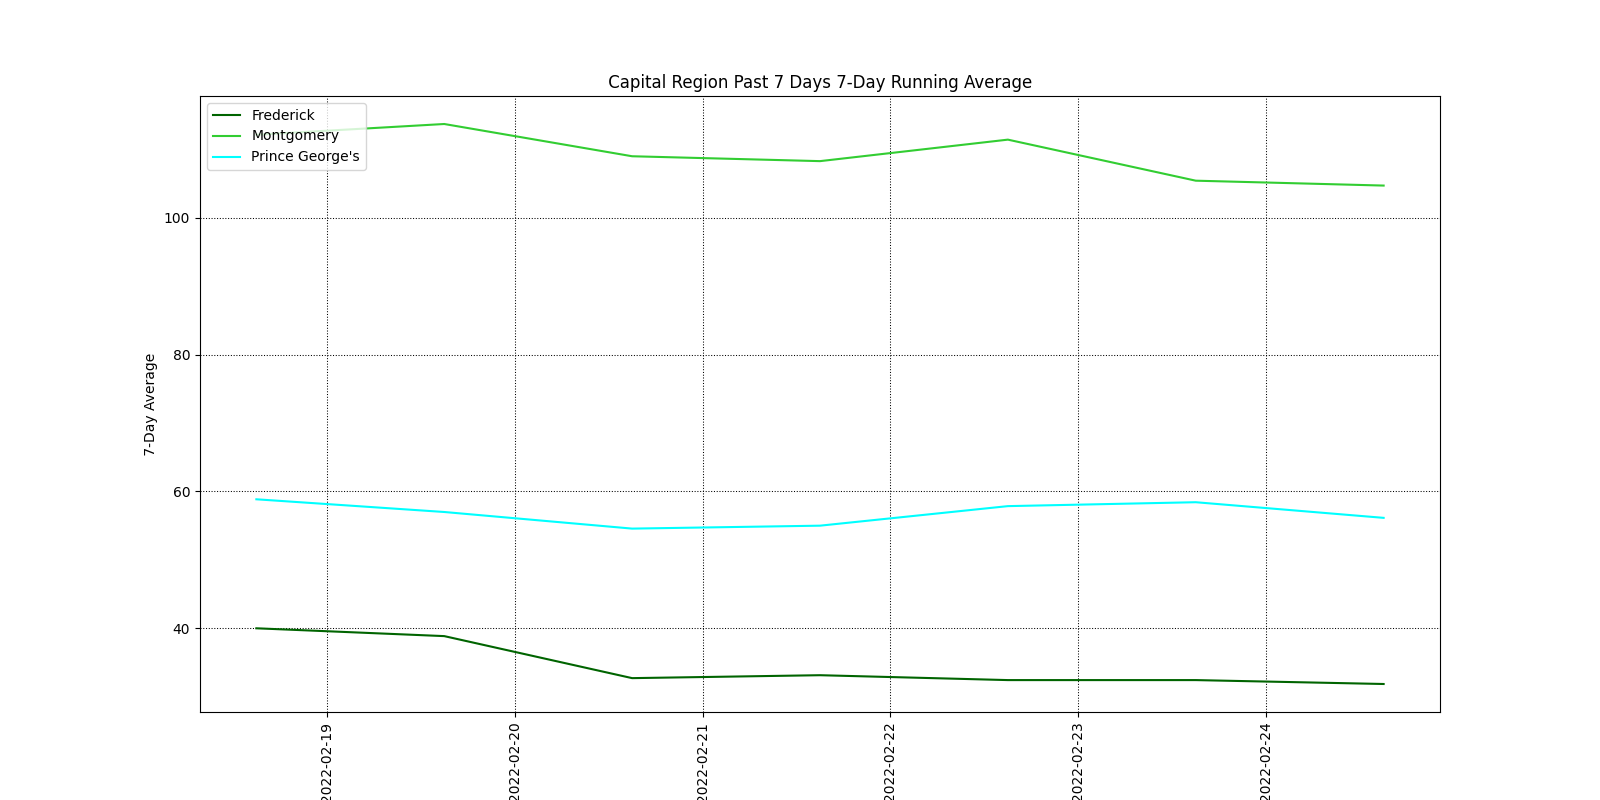 Capital Region Past 7 Days 7-Day Running Average
Frederick
Montgomery
Prince George's
100
80
60
40
7-Day Average
2022-02-19
2022-02-20
2022-02-21
2022-02-22
2022-02-23
2022-02-24